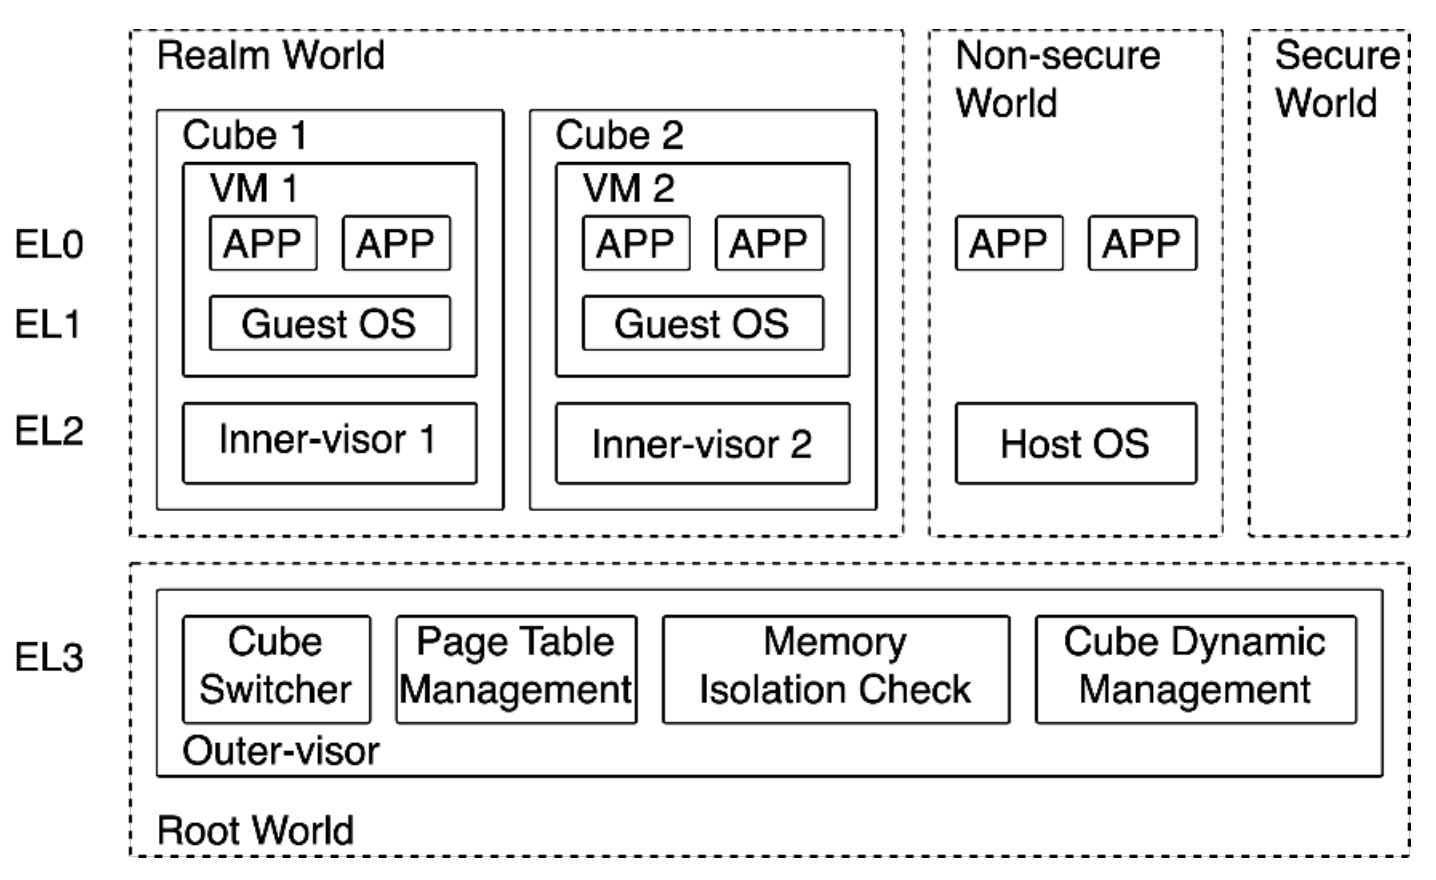 Realm World
Non-secure
World
Secure
World
Cube 1
Cube 2
VM 1
VM 2
EL0
APP
APP
APP
APP
APP
APP
EL1
Guest OS
Guest OS
EL2
Inner-visor 1
Inner-visor 2
Host OS
EL3
Cube
Switcher
Page Table
Management
Memory
Isolation Check
Cube Dynamic
Management
Outer-visor
Root World